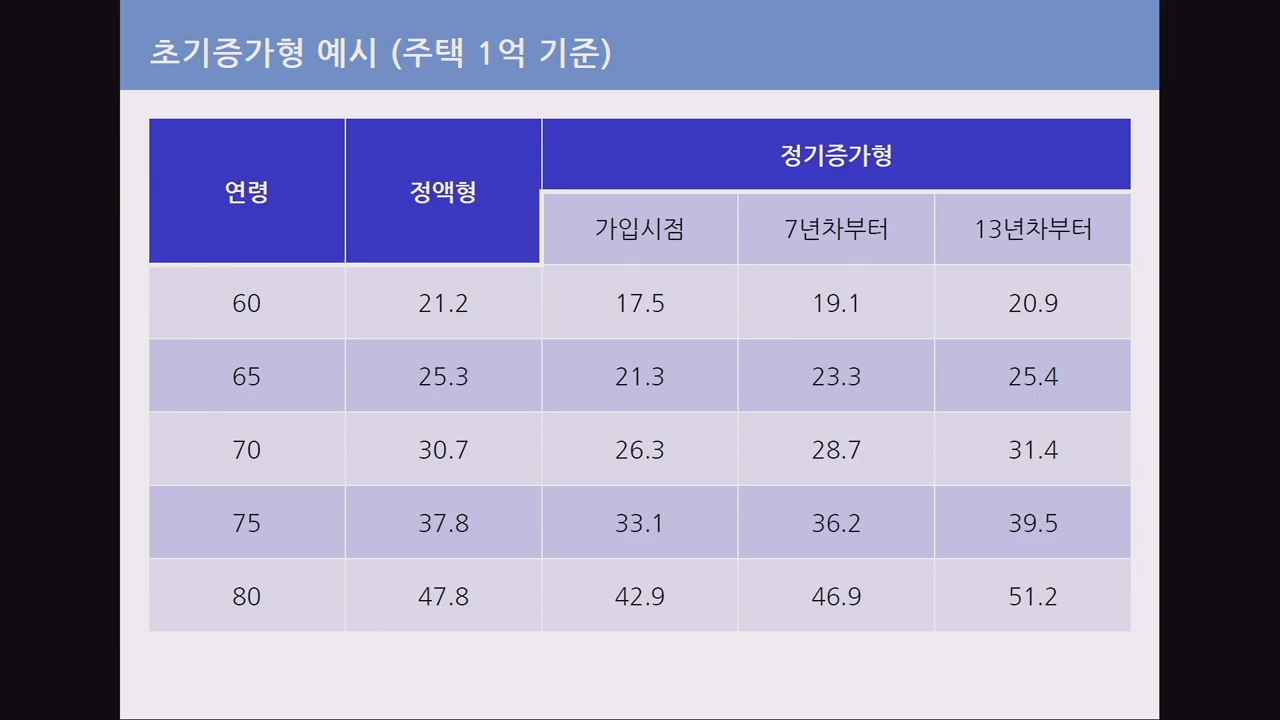 초기증가형 예시 (주택 1억 기준)
연령 정액형 정기증가형
가입시점 7년차부터 13년차부터
60 21.2 17.5 19.1 20.9
65 25.3 21.3 23.3 25.4
70 30.7 26.3 28.7 31.4
75 37.8 33.1 36.2 39.5
80 47.8 42.9 46.9 51.2